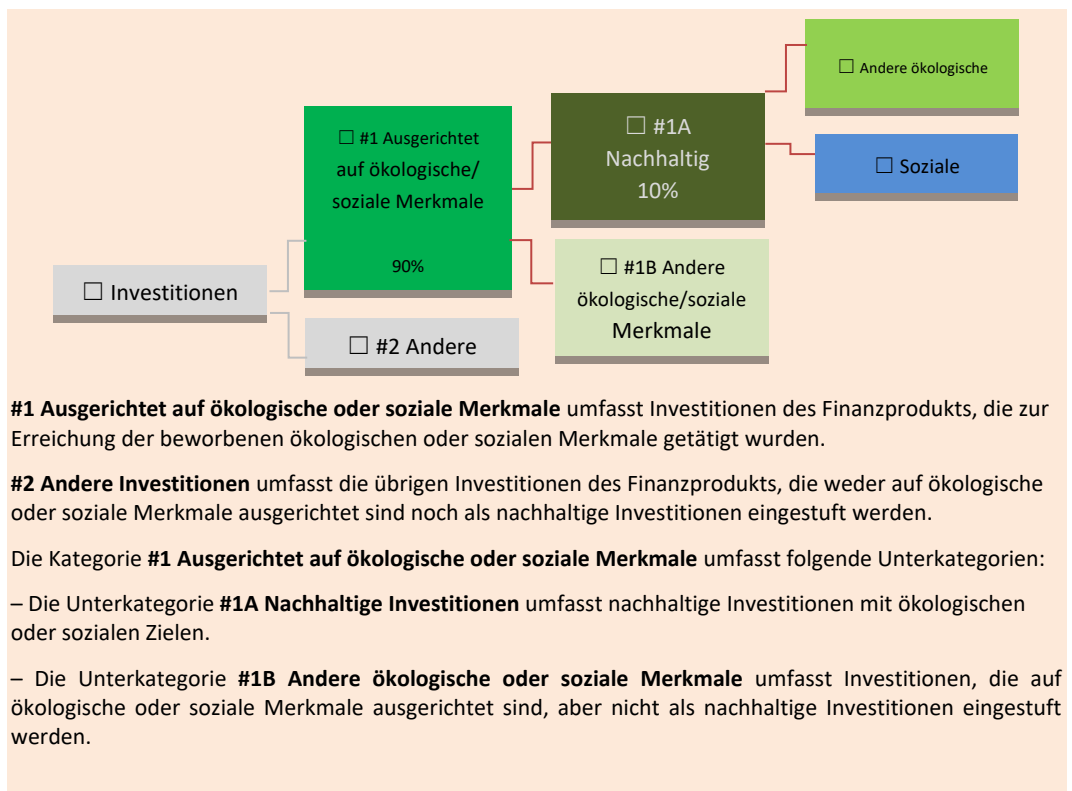 ☐ Andere ökologische
☐ #1 Ausgerichtet
auf ökologische/
soziale Merkmale
90%
☐ #1A
Nachhaltig
10%
☐ Soziale
☐ #1B Andere
ökologische/soziale
Merkmale
☐ Investitionen
☐ #2 Andere
#1 Ausgerichtet auf ökologische oder soziale Merkmale umfasst Investitionen des Finanzprodukts, die zur
Erreichung der beworbenen ökologischen oder sozialen Merkmale getätigt wurden.
#2 Andere Investitionen umfasst die übrigen Investitionen des Finanzprodukts, die weder auf ökologische
oder soziale Merkmale ausgerichtet sind noch als nachhaltige Investitionen eingestuft werden.
Die Kategorie #1 Ausgerichtet auf ökologische oder soziale Merkmale umfasst folgende Unterkategorien:
– Die Unterkategorie #1A Nachhaltige Investitionen umfasst nachhaltige Investitionen mit ökologischen
oder sozialen Zielen.
– Die Unterkategorie #1B Andere ökologische oder soziale Merkmale umfasst Investitionen, die auf
ökologische oder soziale Merkmale ausgerichtet sind, aber nicht als nachhaltige Investitionen eingestuft
werden.